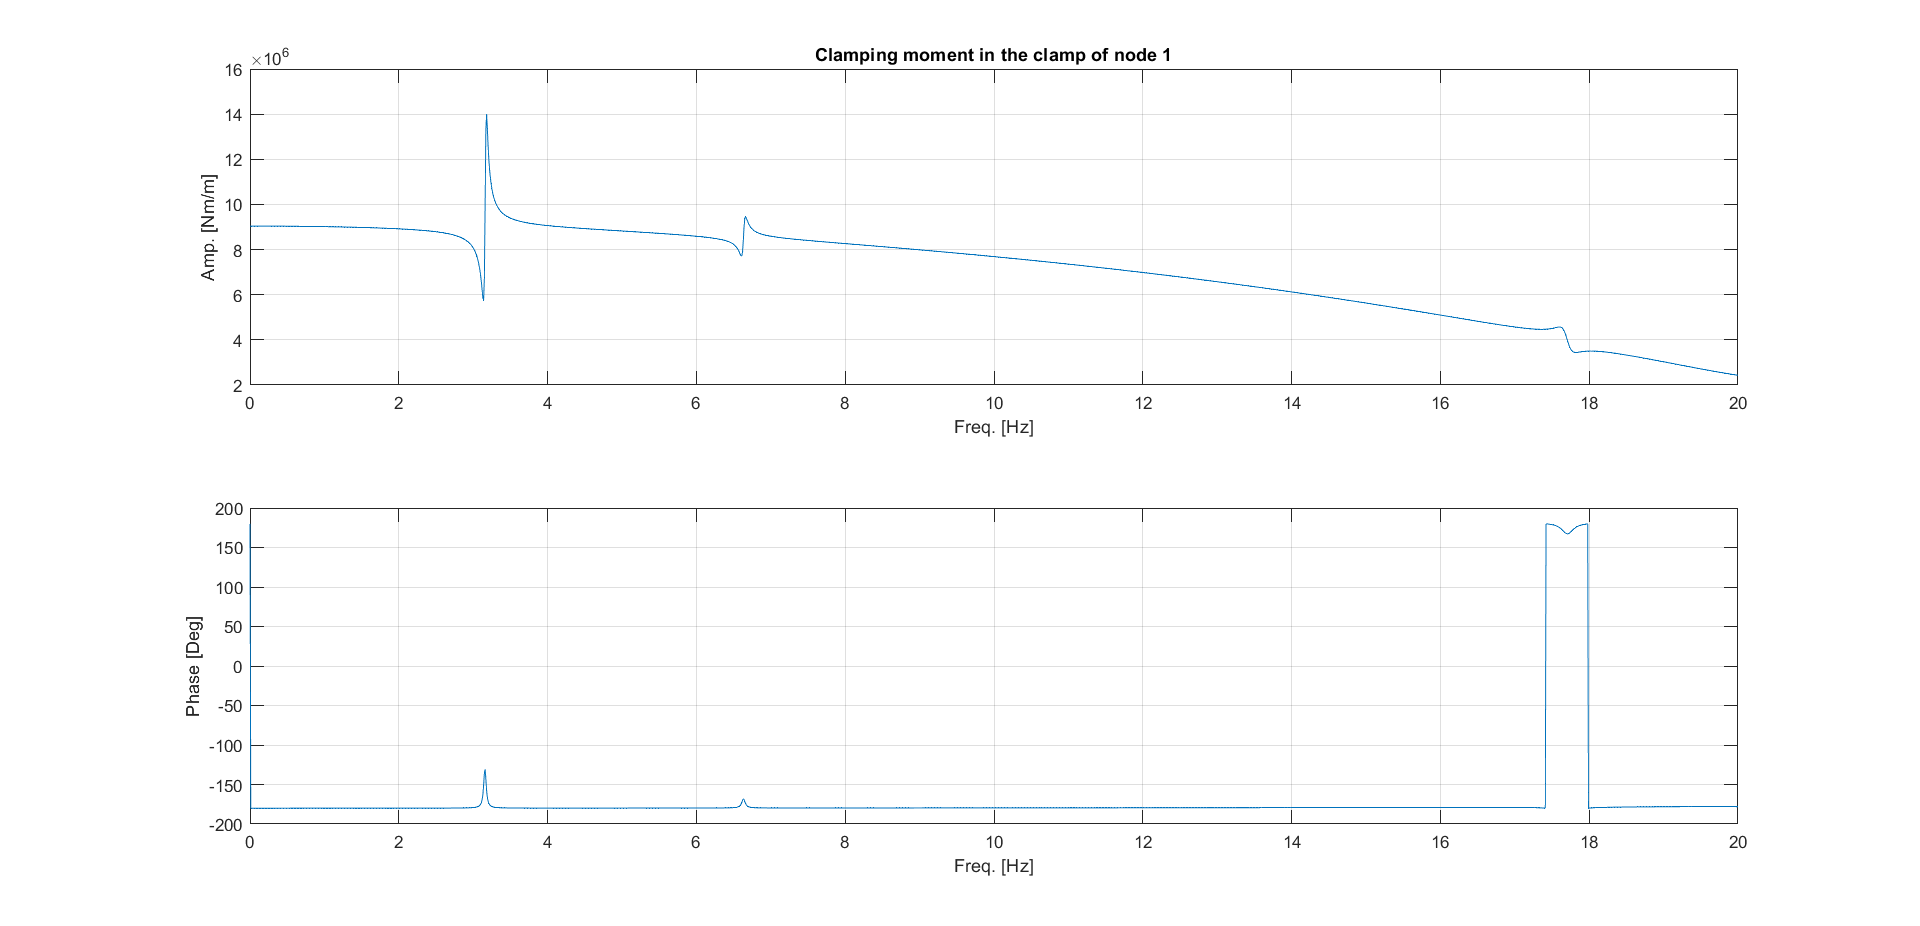 Clamping moment in the clamp of node 1
×10^6
16
14
12
10
8
6
4
2
Amp. [Nm/m]
0 2 4 6 8 10 12 14 16 18 20
Freq. [Hz]
200
150
100
50
0
-50
-100
-150
-200
Phase [Deg]
0 2 4 6 8 10 12 14 16 18 20
Freq. [Hz]